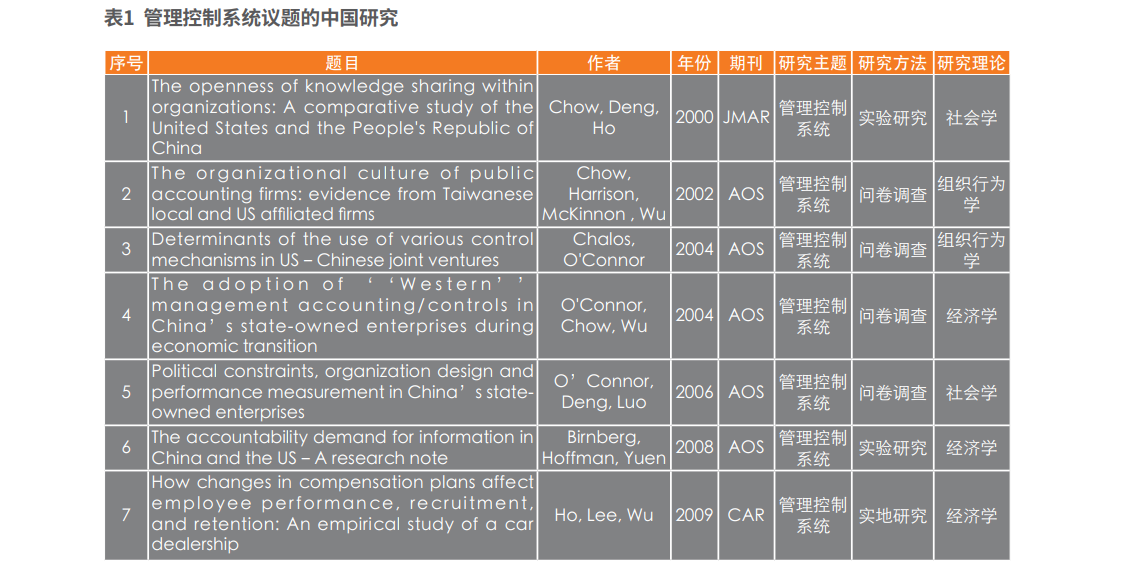 表1 管理控制系统议题的中国研究
序号 题目 作者 年份 期刊 研究主题 研究方法 研究理论
The openness of knowledge sharing within
organizations: A comparative study of the
United States and the People's Republic of
China
1
Chow, Deng,
Ho
2000 JMAR
管理控制
系统
实验研究 社会学
The organizational culture of public
accounting firms: evidence from Taiwanese
local and US affiliated firms
2
Chow,
Harrison,
McKinnon , Wu
2002 AOS
管理控制
系统
问卷调查
组织行为
学
Determinants of the use of various control
mechanisms in US – Chinese joint ventures
3
Chalos,
O'Connor
2004 AOS
管理控制
系统
问卷调查
组织行为
学
The adoption of ‘‘Western’’
management accounting/controls in
China’s state-owned enterprises during
economic transition
4
O'Connor,
Chow, Wu
2004 AOS
管理控制
系统
问卷调查 经济学
Political constraints, organization design and
performance measurement in China’s state-
owned enterprises
5
O’Connor,
Deng, Luo
2006 AOS
管理控制
系统
问卷调查 社会学
The accountability demand for information in
China and the US – A research note
6
Birnberg,
Hoffman, Yuen
2008 AOS
管理控制
系统
实验研究 经济学
How changes in compensation plans affect
employee performance, recruitment,
and retention: An empirical study of a car
dealership
7
Ho, Lee, Wu
2009 CAR
管理控制
系统
实地研究 经济学